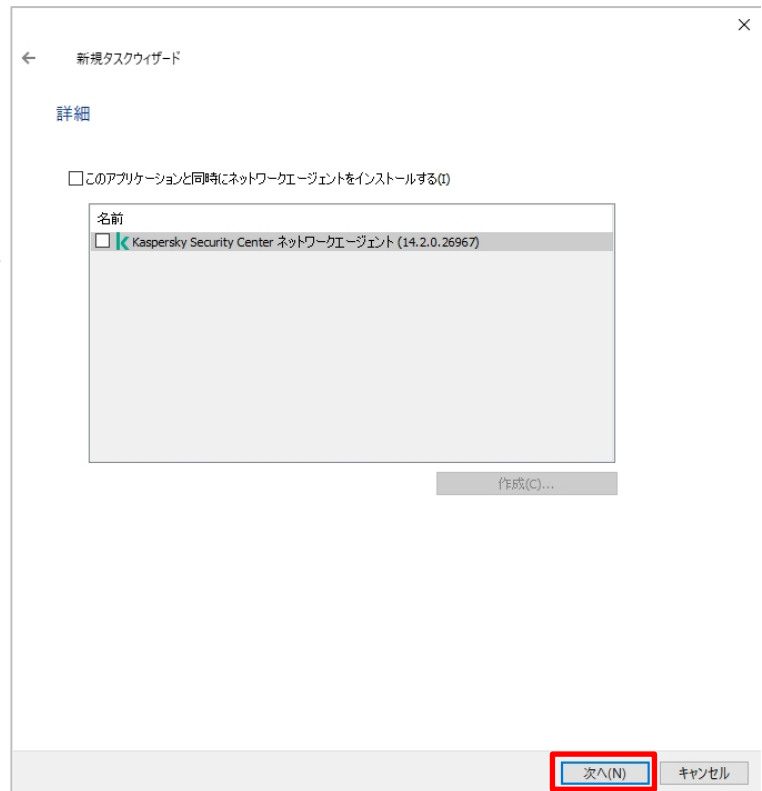 新規タスクウィザード
詳細
このアプリケーションと同時にネットワークエージェントをインストールする(I)
名前
Kaspersky Security Center ネットワークエージェント (14.2.0.26967)
作成(C)...
次へ(N)
キャンセル